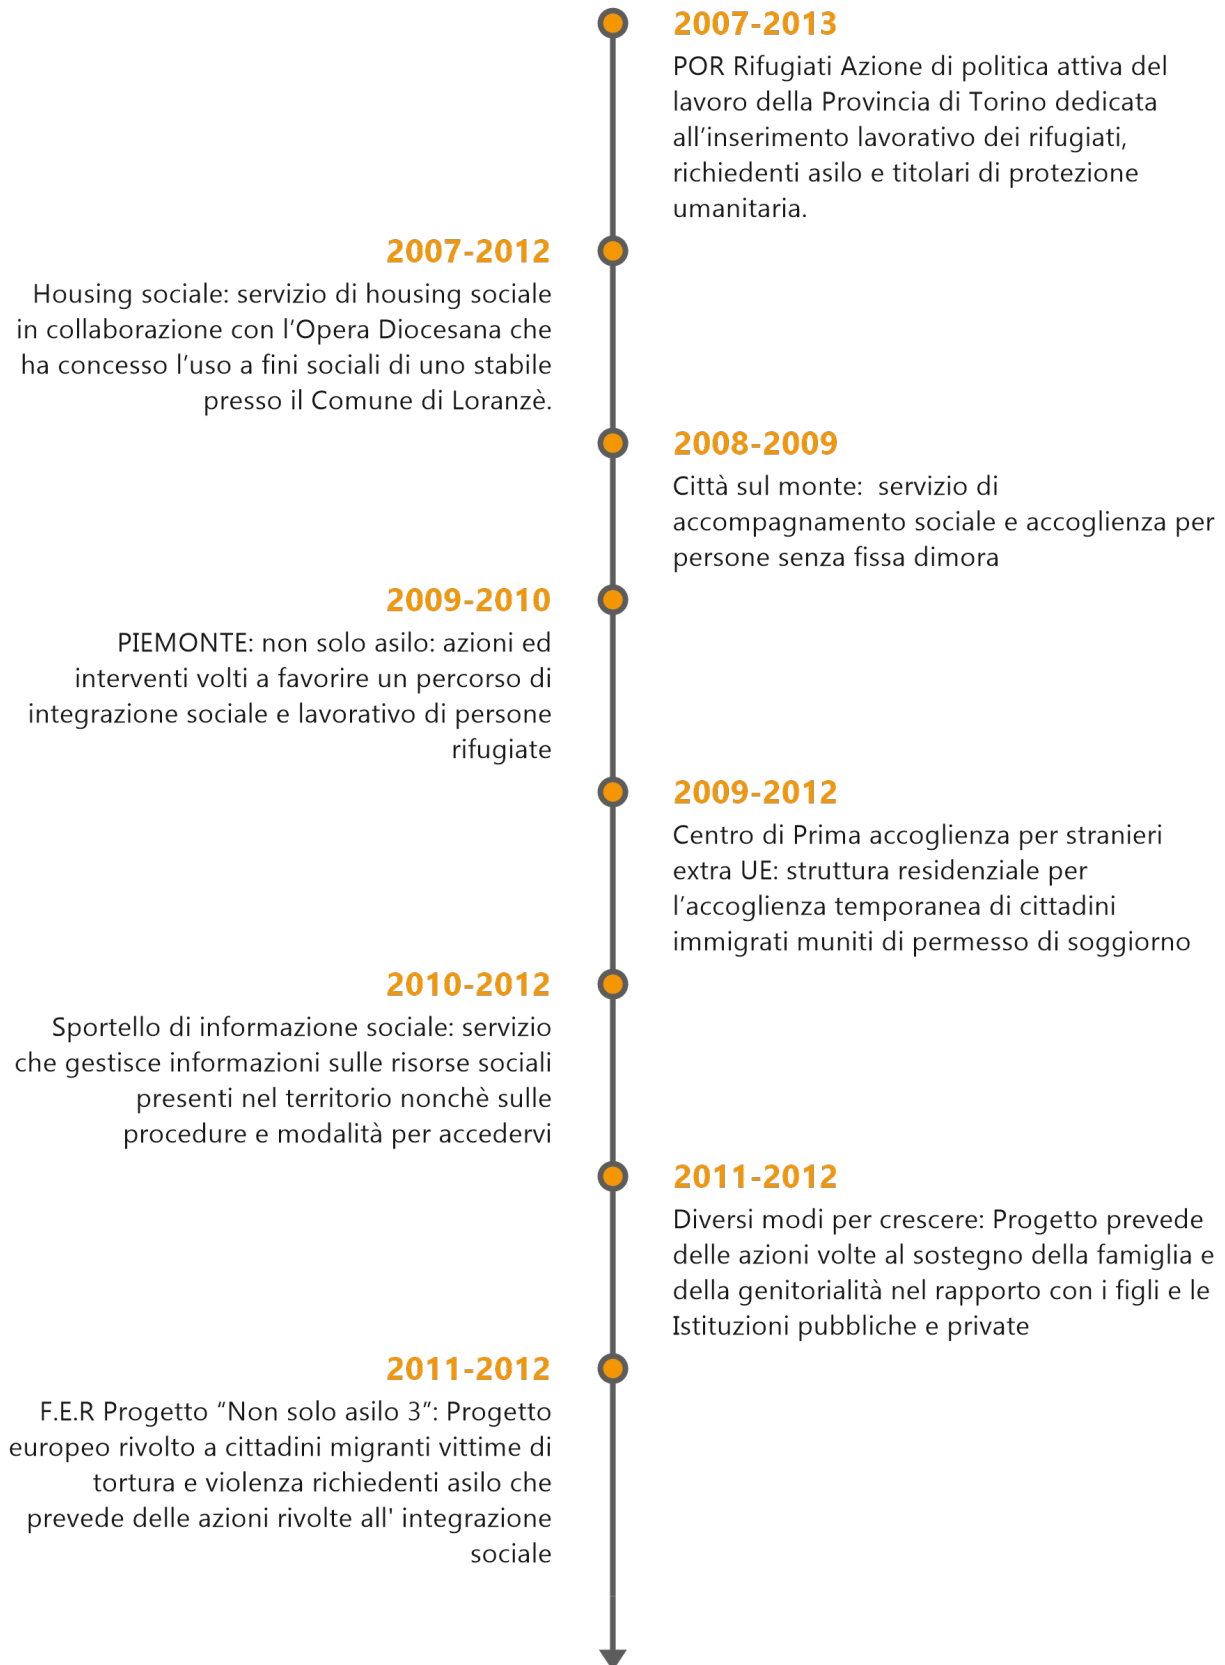 2007-2013
POR Rifugiati Azione di politica attiva del
lavoro della Provincia di Torino dedicata
all’inserimento lavorativo dei rifugiati,
richiedenti asilo e titolari di protezione
umanitaria.
2007-2012
Housing sociale: servizio di housing sociale
in collaborazione con l’Opera Diocesana che
ha concesso l’uso a fini sociali di uno stabile
presso il Comune di Loranzè.
2008-2009
Città sul monte:  servizio di
accompagnamento sociale e accoglienza per
persone senza fissa dimora
2009-2010
PIEMONTE: non solo asilo: azioni ed
interventi volti a favorire un percorso di
integrazione sociale e lavorativo di persone
rifugiate
2009-2012
Centro di Prima accoglienza per stranieri
extra UE: struttura residenziale per
l’accoglienza temporanea di cittadini
immigrati muniti di permesso di soggiorno
2010-2012
Sportello di informazione sociale: servizio
che gestisce informazioni sulle risorse sociali
presenti nel territorio nonchè sulle
procedure e modalità per accedervi
2011-2012
Diversi modi per crescere: Progetto prevede
delle azioni volte al sostegno della famiglia e
della genitorialità nel rapporto con i figli e le
Istituzioni pubbliche e private
2011-2012
F.E.R Progetto “Non solo asilo 3”: Progetto
europeo rivolto a cittadini migranti vittime di
tortura e violenza richiedenti asilo che
prevede delle azioni rivolte all' integrazione
sociale